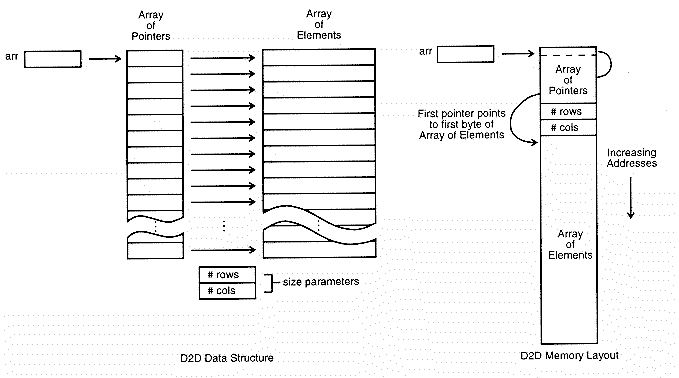 Array
of
Pointers
Array
of
Elements
arr
arr
Array
of
Pointers
# rows
# cols
First pointer points
to first byte of
Array of Elements
Increasing
Addresses
Array
of
Elements
# rows
# cols
size parameters
D2D Data Structure
D2D Memory Layout